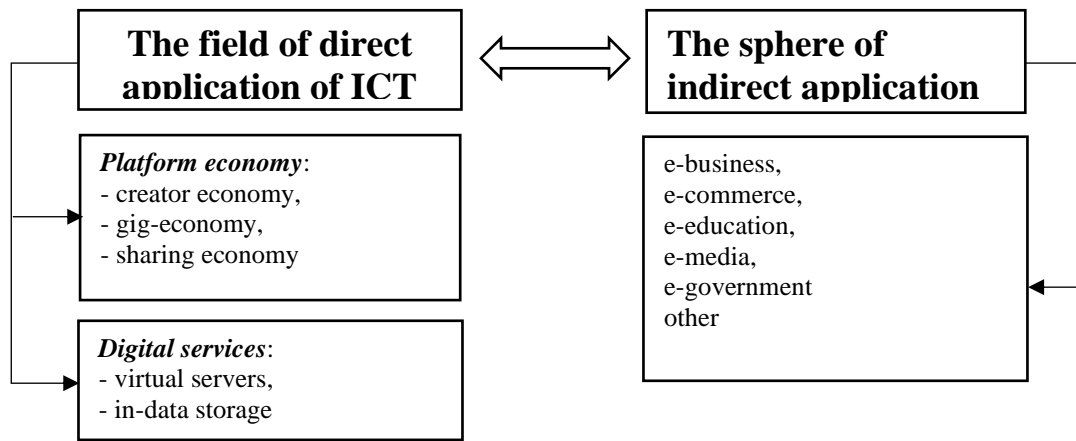 The field of direct
application of ICT
The sphere of
indirect application
Platform economy:
- creator economy,
- gig-economy,
- sharing economy
Digital services:
- virtual servers,
- in-data storage
e-business,
e-commerce,
e-education,
e-media,
e-government
other